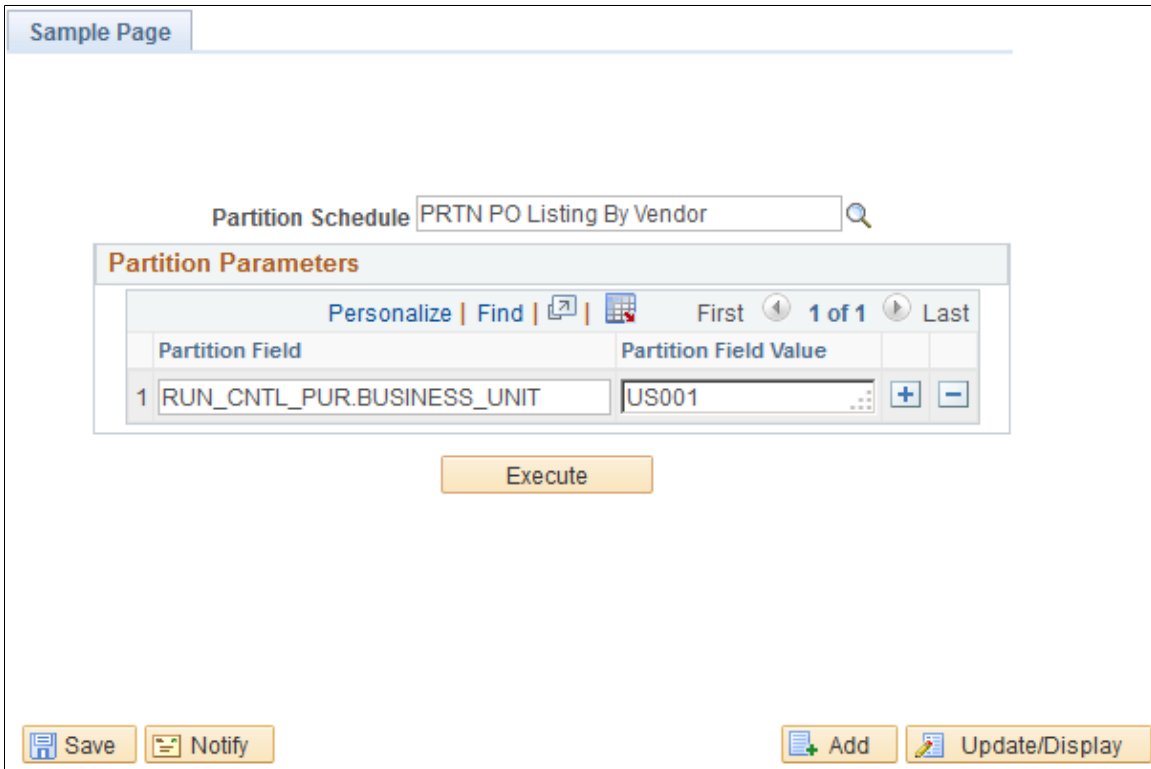 Sample Page
Partition Schedule PRTN PO Listing By Vendor
Partition Parameters
Personalize | Find | | First 1 of 1 Last
Partition Field Partition Field Value
1 RUN_CNTL_PUR.BUSINESS_UNIT US001
Execute
Save Notify Add Update/Display